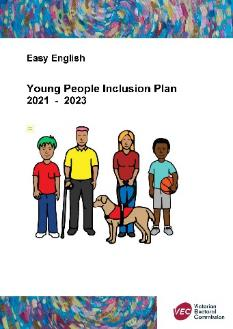 Easy English
Young People Inclusion Plan
2021 - 2023
VEC
Victorian
Electoral
Commission